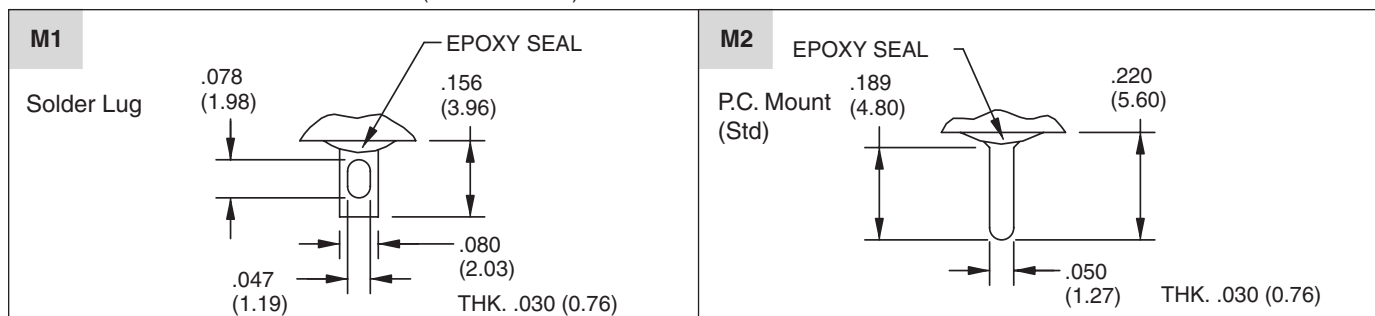 M1
EPOXY SEAL
Solder Lug
.078
(1.98)
.156
(3.96)
.080
(2.03)
.047
(1.19)
THK. .030 (0.76)
M2
EPOXY SEAL
P.C. Mount
(Std)
.189
(4.80)
.220
(5.60)
.050
(1.27)
THK. .030 (0.76)